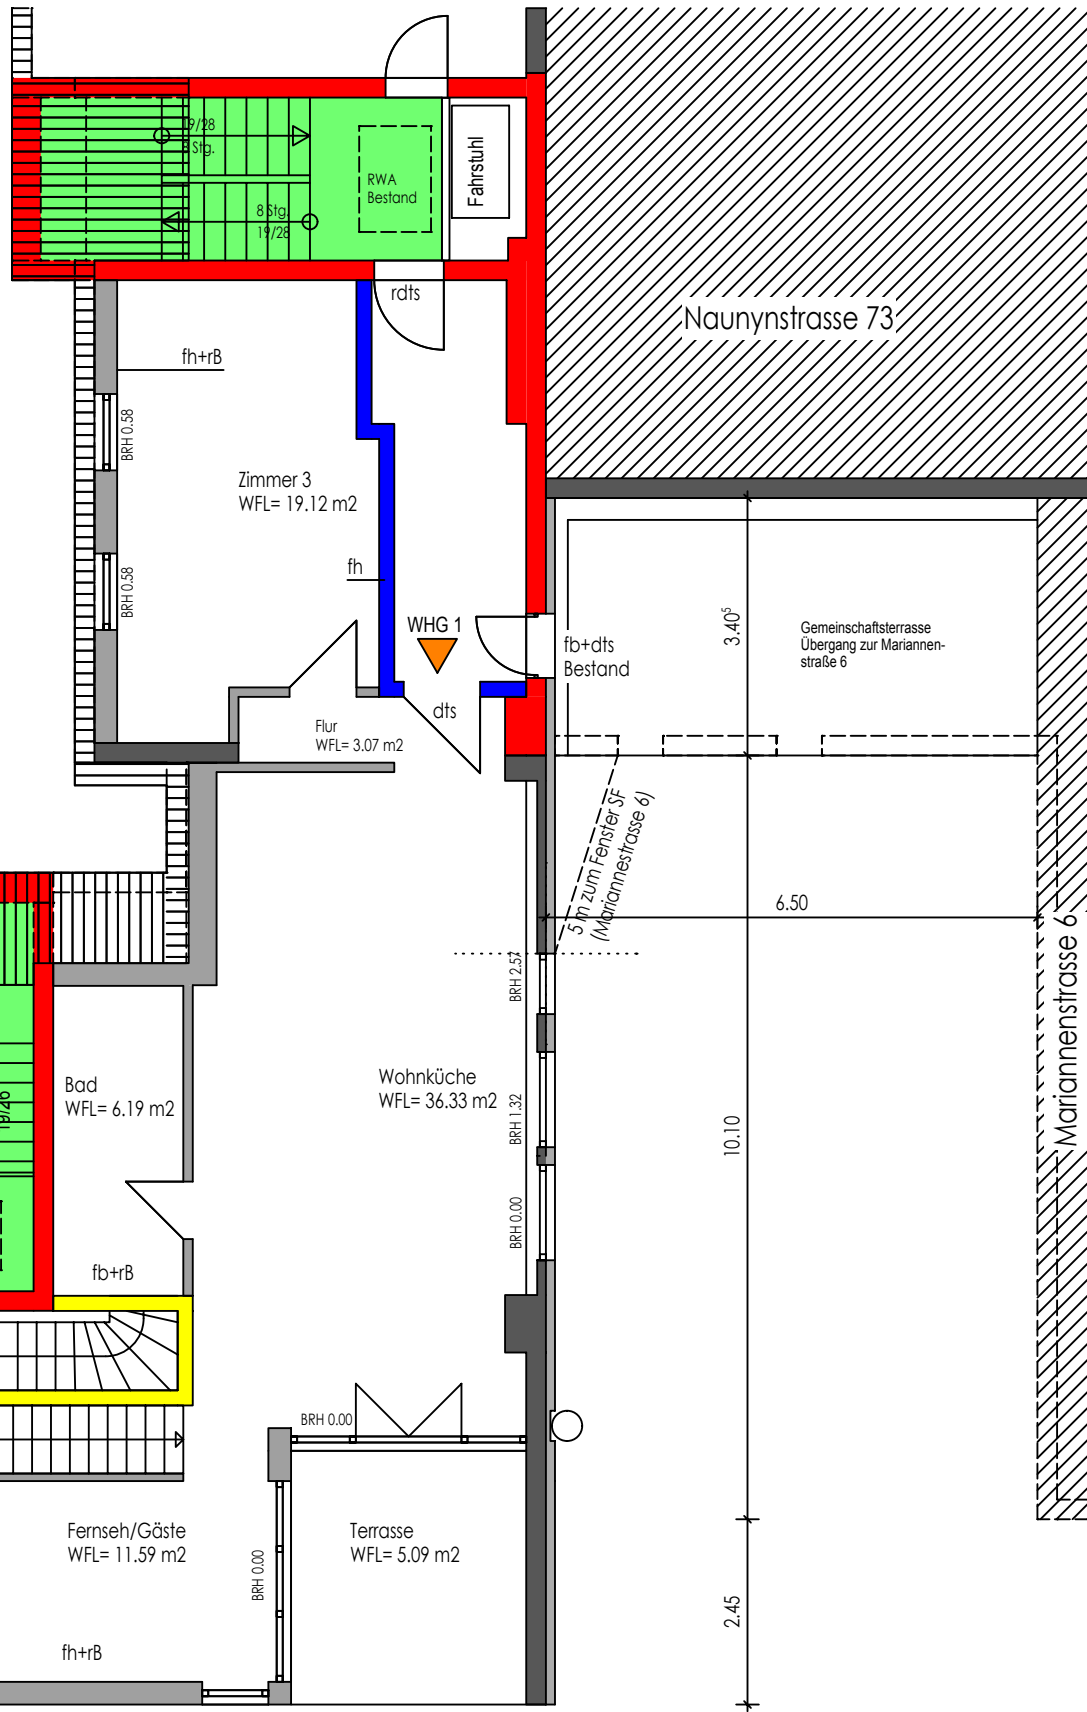 19/28
8 Stg.
RWA
Bestand
Fahrstuhl
8 Stg.
19/28
rdts
Naunynstrasse 73
fh+rB
BRH 0.58
Zimmer 3
WFL= 19.12 m2
fh
BRH 0.58
WHG 1
fb+dts
Bestand
3.40⁵
Gemeinschaftsterrasse
Übergang zur Mariannen-
straße 6
dts
Flur
WFL= 3.07 m2
5 m zum Fenster SF
(Mariannestrasse 6)
6.50
Mariannenstrasse 6
BRH 2.57
Bad
WFL= 6.19 m2
Wohnküche
WFL= 36.33 m2
BRH 1.32
10.10
BRH 0.00
fb+rB
BRH 0.00
Fernseh/Gäste
WFL= 11.59 m2
BRH 0.00
Terrasse
WFL= 5.09 m2
2.45
fh+rB